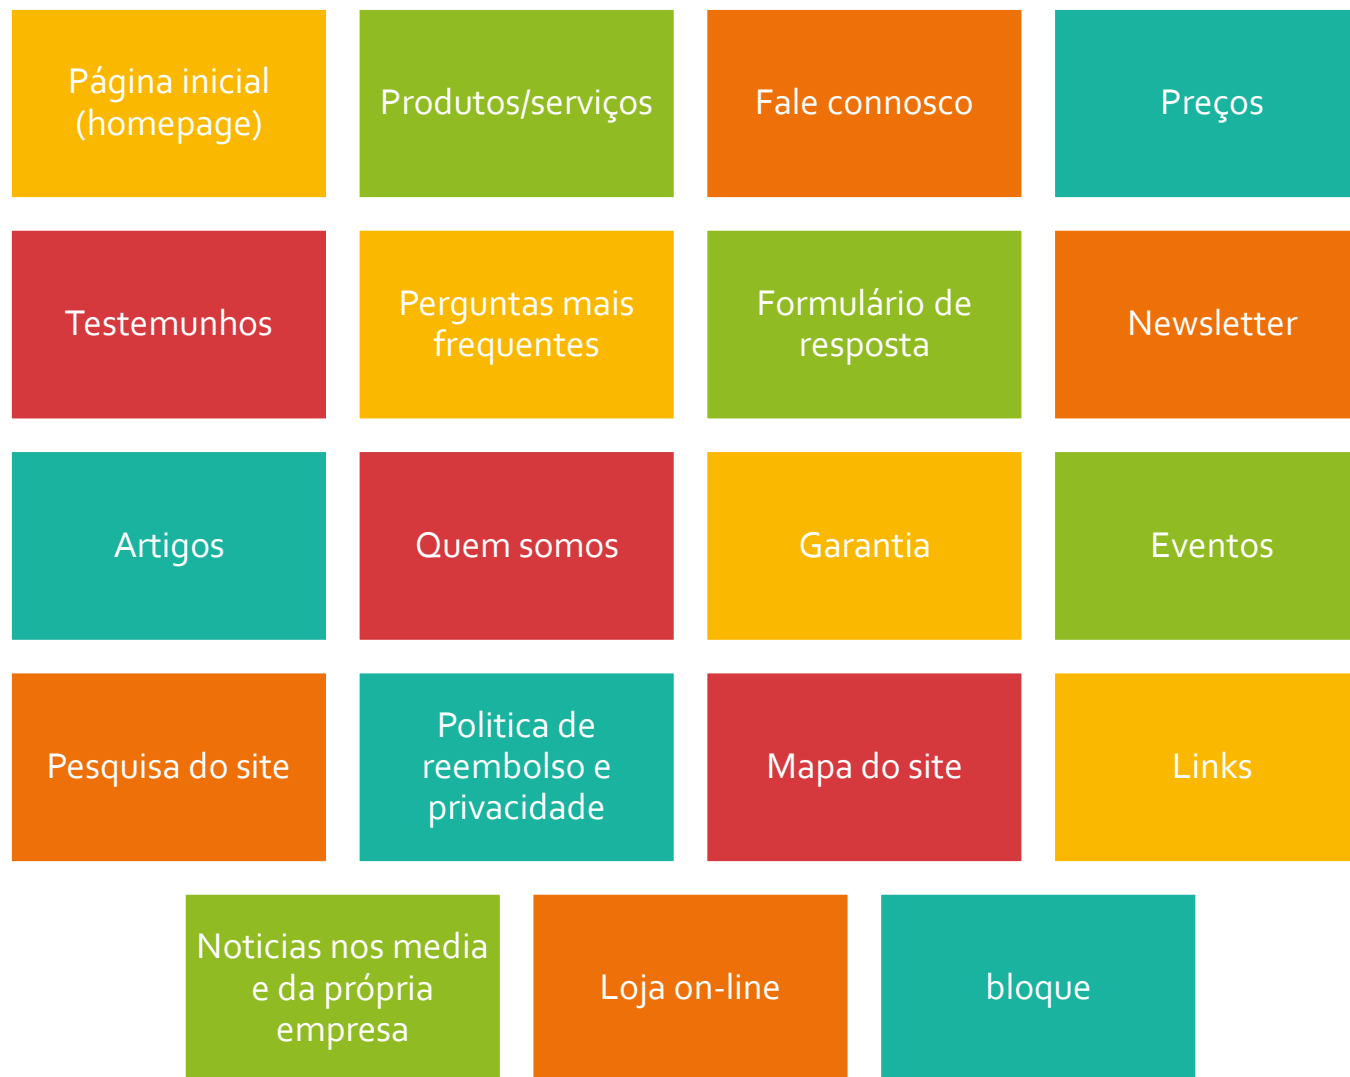 Página inicial
(homepage)
Produtos/serviços
Fale connosco
Preços
Testemunhos
Perguntas mais
frequentes
Formulário de
resposta
Newsletter
Artigos
Quem somos
Garantia
Eventos
Pesquisa do site
Politica de
reembolso e
privacidade
Mapa do site
Links
Noticias nos media
e da própria
empresa
Loja on-line
bloque